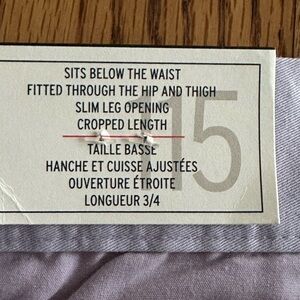 SITS BELOW THE WAIST
FITTED THROUGH THE HIP AND THIGH
SLIM LEG OPENING
CROPPED LENGTH
TAILLE BASSE
HANCHE ET CUISSE AJUSTÉES
OUVERTURE ÉTROITE
LONGUEUR 3/4